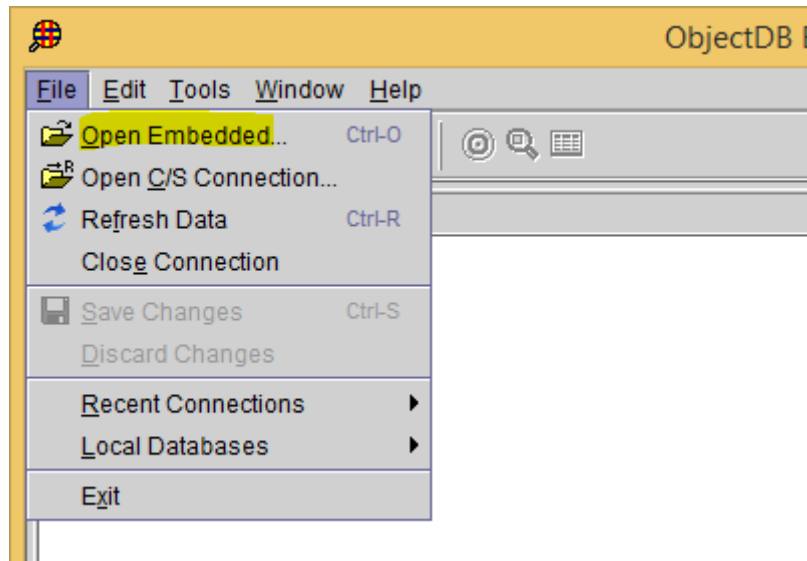 ObjectDB
File Edit Tools Window Help
Open Embedded... Ctrl-O
Open C/S Connection...
Refresh Data Ctrl-R
Close Connection
Save Changes Ctrl-S
Discard Changes
Recent Connections
Local Databases
Exit